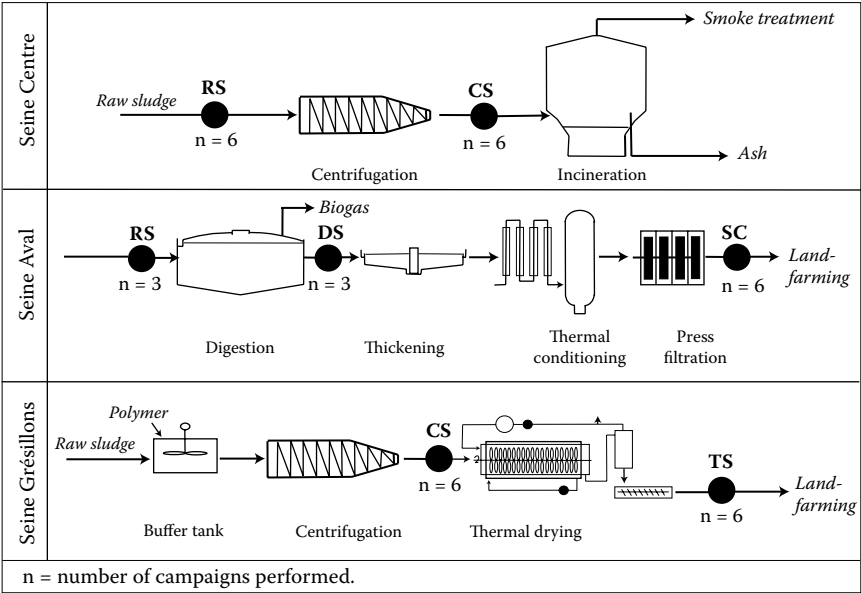 Seine Centre
Smoke treatment
Raw sludge
RS
n = 6
CS
n = 6
Ash
Centrifugation
Incineration
Seine Aval
Biogas
RS
n = 3
DS
n = 3
SC
n = 6
Land-
farming
Digestion
Thickening
Thermal
conditioning
Press
filtration
Seine Grésillons
Polymer
Raw sludge
CS
n = 6
TS
n = 6
Land-
farming
Buffer tank
Centrifugation
Thermal drying
n = number of campaigns performed.